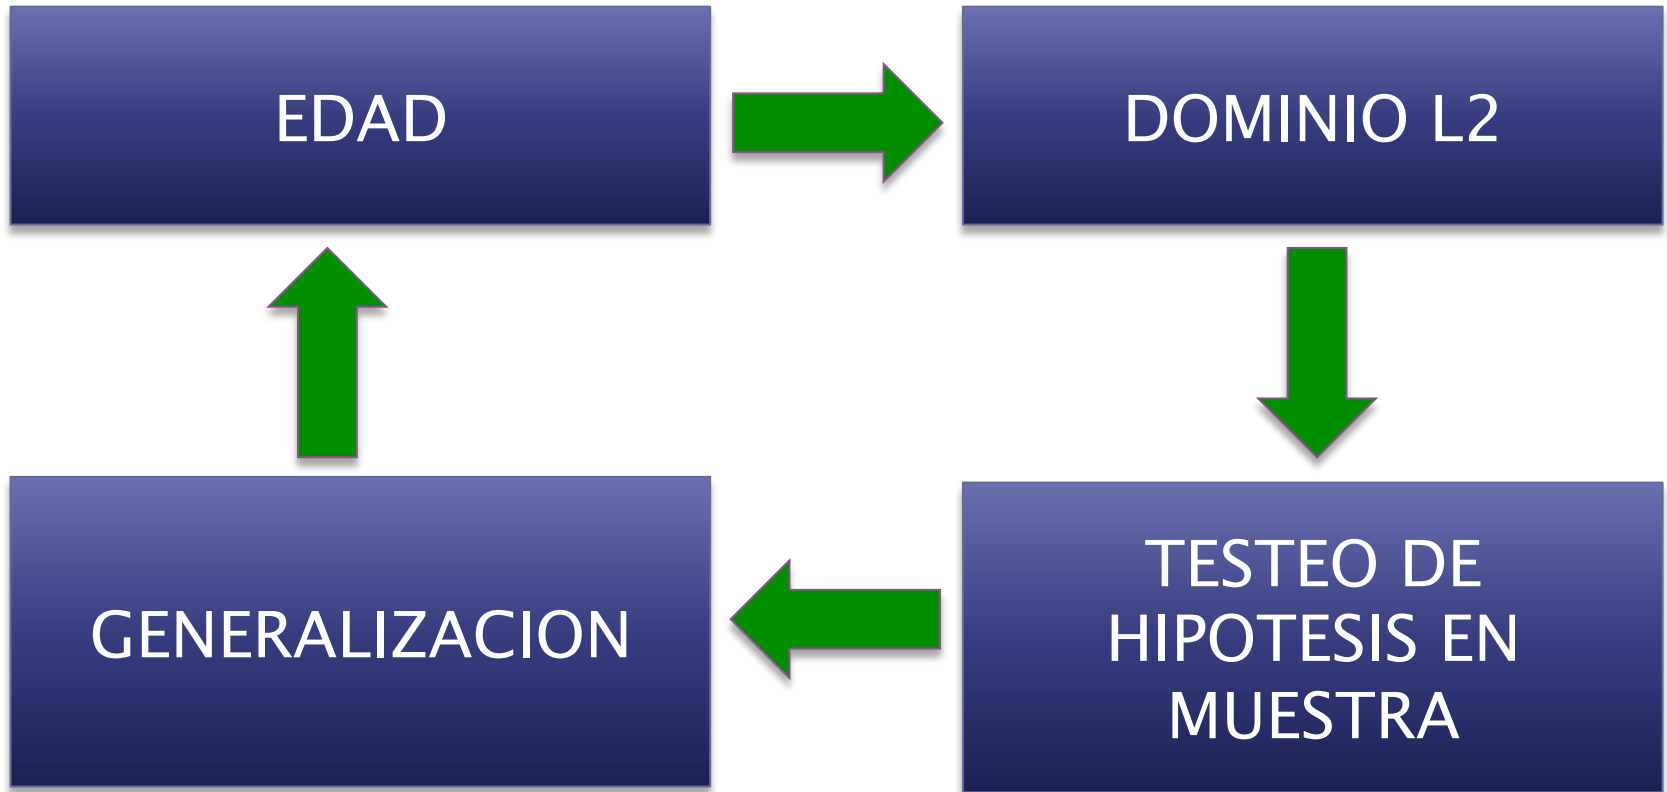 EDAD
DOMINIO L2
GENERALIZACION
TESTEO DE
HIPOTESIS EN
MUESTRA